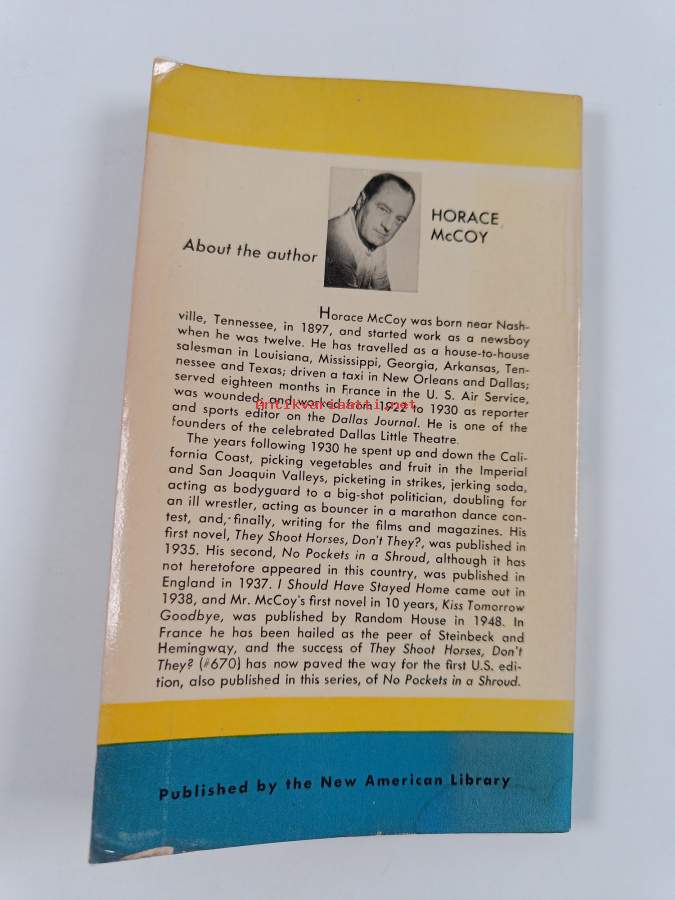 About the author
HORACE
McCOY
Horace McCoy was born near Nash-
ville, Tennessee, in 1897, and started work as a newsboy
when he was twelve. He has travelled as a house-to-house
salesman in Louisiana, Mississippi, Georgia, Arkansas, Ten-
nessee and Texas; driven a taxi in New Orleans and Dallas;
served eighteen months in France in the U. S. Air Service,
was wounded; and worked from 1922 to 1930 as reporter
Antikvariaatti.net
and sports editor on the Dallas Journal. He is one of the
founders of the celebrated Dallas Little Theatre.
The years following 1930 he spent up and down the Cali-
fornia Coast, picking vegetables and fruit in the Imperial
and San Joaquin Valleys, picketing in strikes, jerking soda,
acting as bodyguard to a big-shot politician, doubling for
an ill wrestler, acting as bouncer in a marathon dance con-
test, and, finally, writing for the films and magazines. His
first novel, They Shoot Horses, Don't They?, was published in
1935. His second, No Pockets in a Shroud, although it has
not heretofore appeared in this country, was published in
England in 1937. I Should Have Stayed Home came out in
1938, and Mr. McCoy's first novel in 10 years, Kiss Tomorrow
Goodbye, was published by Random House in 1948. In
France he has been hailed as the peer of Steinbeck and
Hemingway, and the success of They Shoot Horses, Don't
They? (#670) has now paved the way for the first U.S. edi-
tion, also published in this series, of No Pockets in a Shroud.
Published by the New American Library